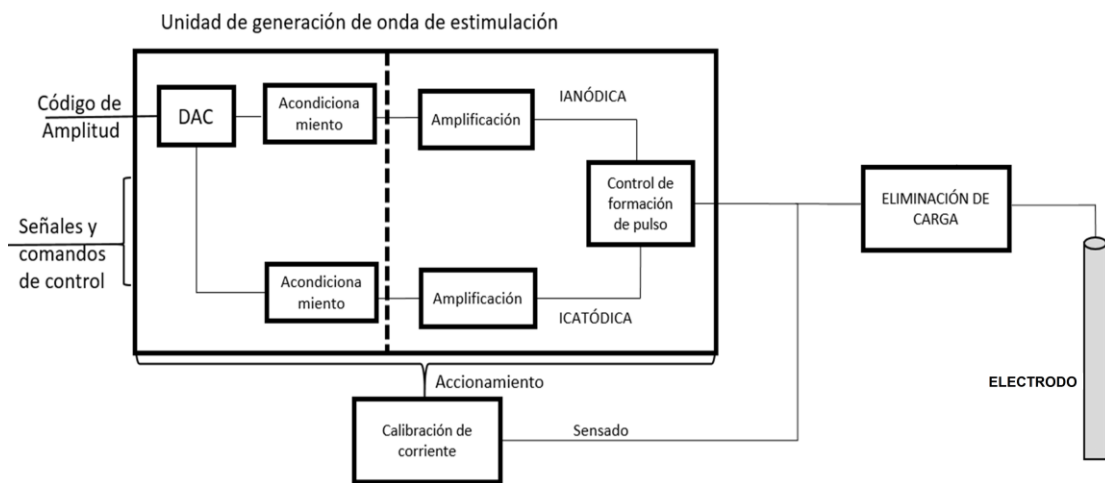 Unidad de generación de onda de estimulación
Código de
Amplitud
DAC
Acondiciona
miento
Amplificación
IANÓDICA
Señales y
comandos
de control
Acondiciona
miento
Amplificación
ICATÓDICA
Control de
formación
de pulso
ELIMINACIÓN DE
CARGA
ELECTRODO
Accionamiento
Calibración de
corriente
Sensado